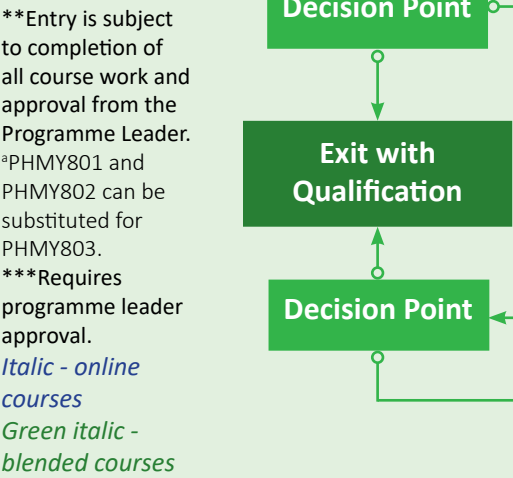 **Entry is subject
to completion of
all course work and
approval from the
Programme Leader.
ᵃPHMY801 and
PHMY802 can be
substituted for
PHMY803.
***Requires
programme leader
approval.
Italic - online
courses
Green italic -
blended courses
Decision Point
Exit with
Qualification
Decision Point